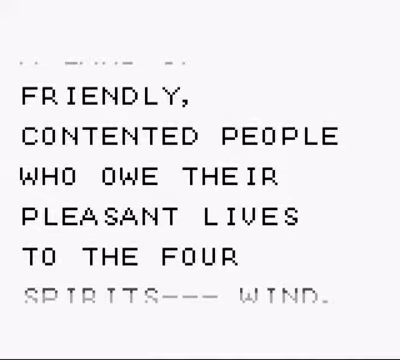 FRIENDLY,
CONTENTED PEOPLE
WHO OWE THEIR
PLEASANT LIVES
TO THE FOUR
SPIRITS--- WIND,